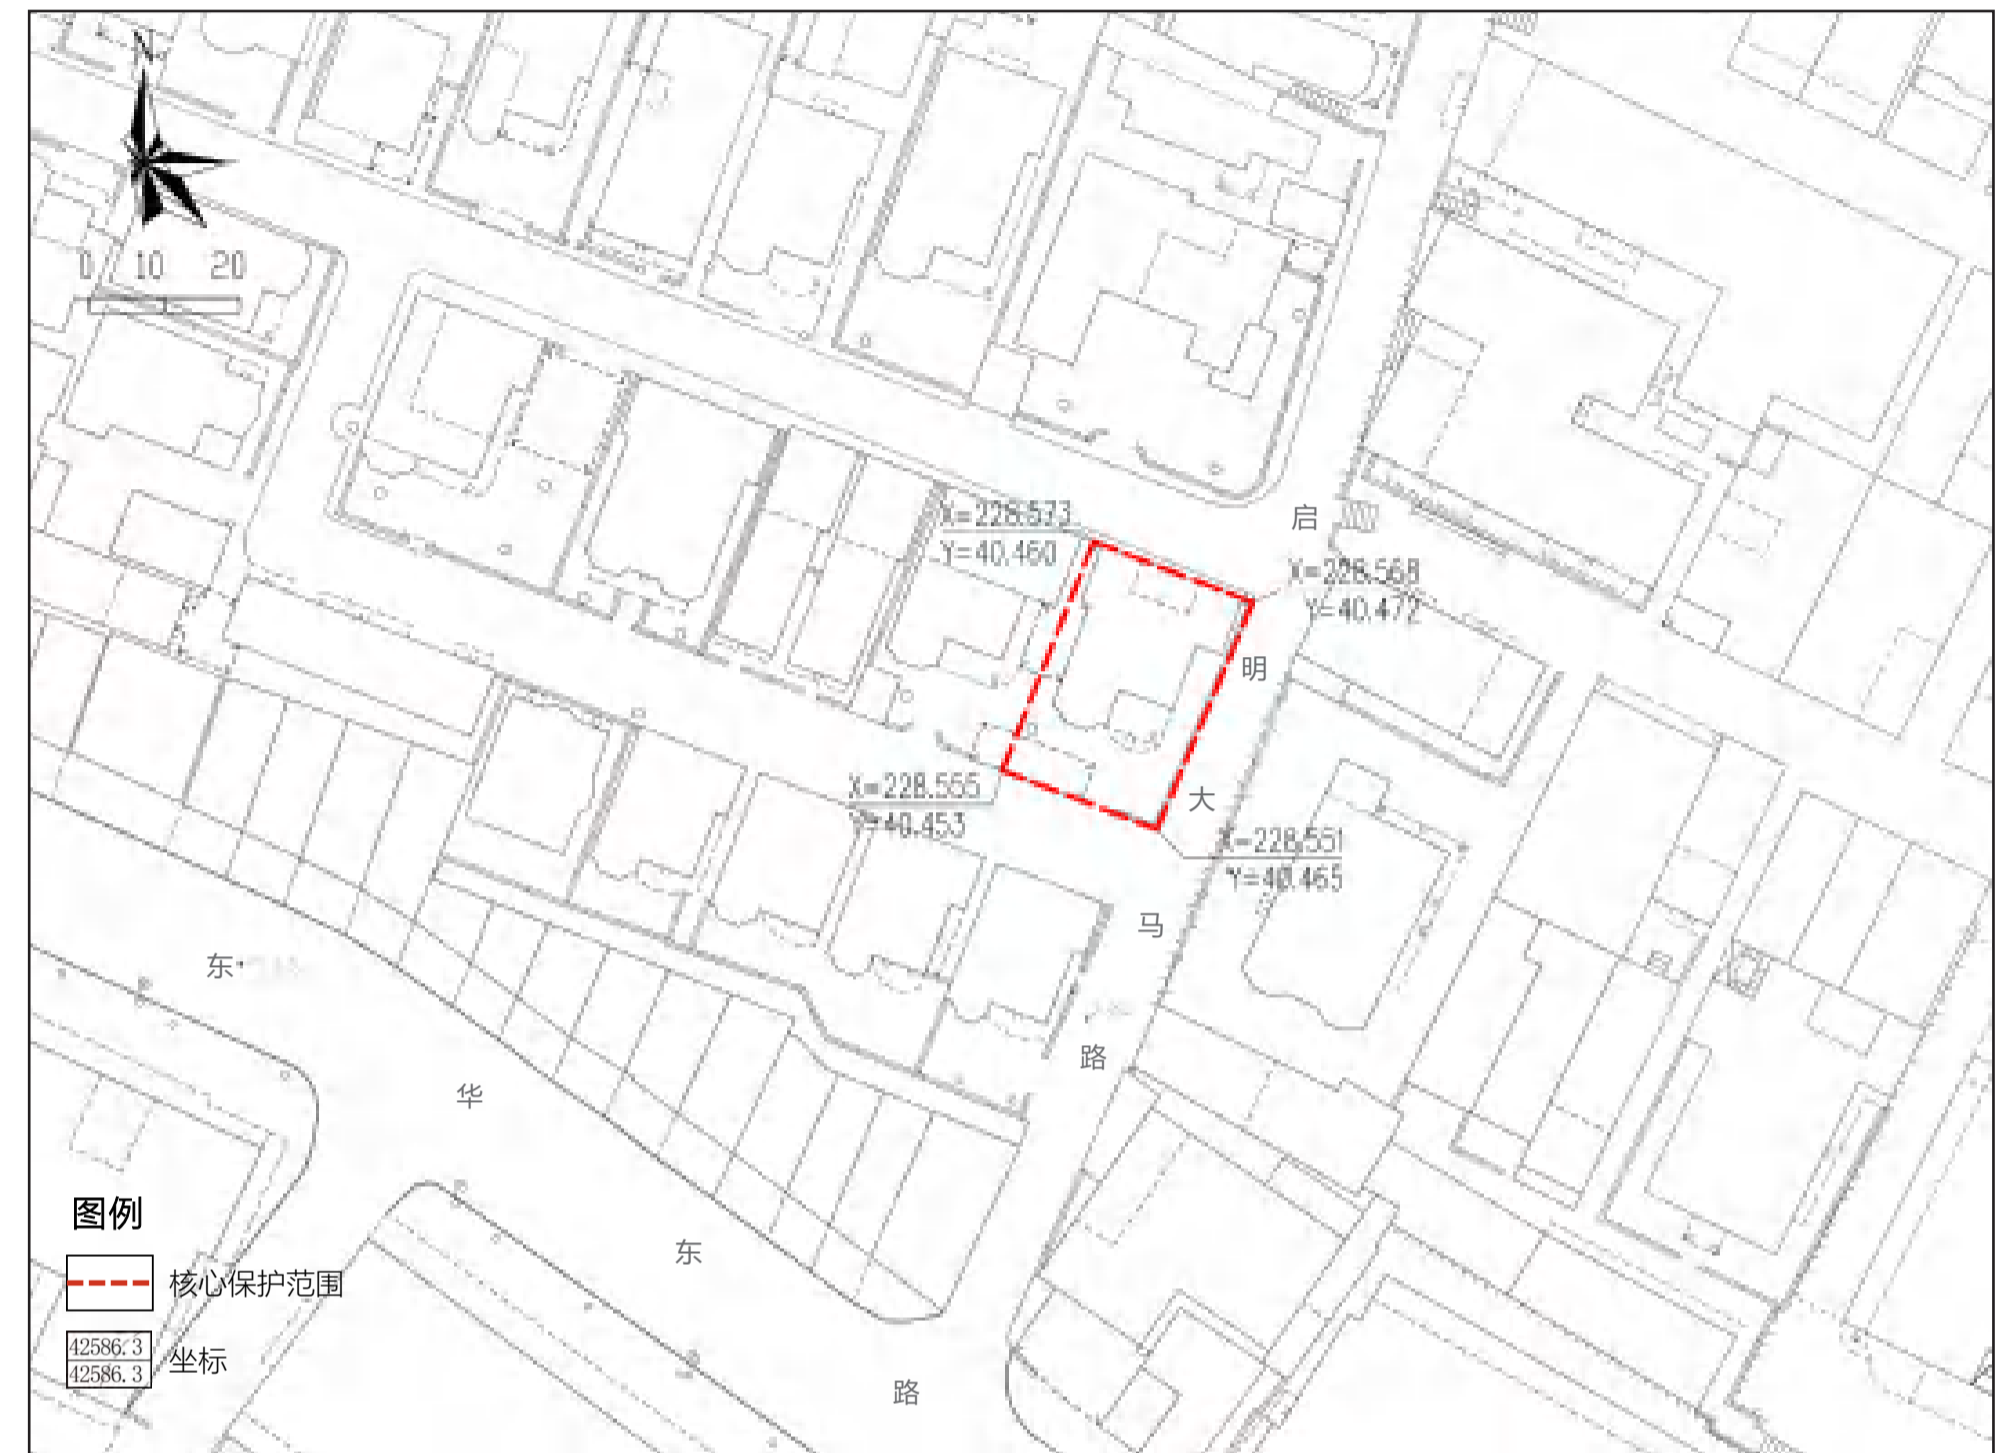 N
0 10 20
X=228.573
Y=40.460
X=228.568
Y=40.472
X=228.555
Y=40.453
X=228.551
Y=40.465
启
明
大
马
路
东
华
东
路
图例
核心保护范围
42586.3
42586.3
坐标